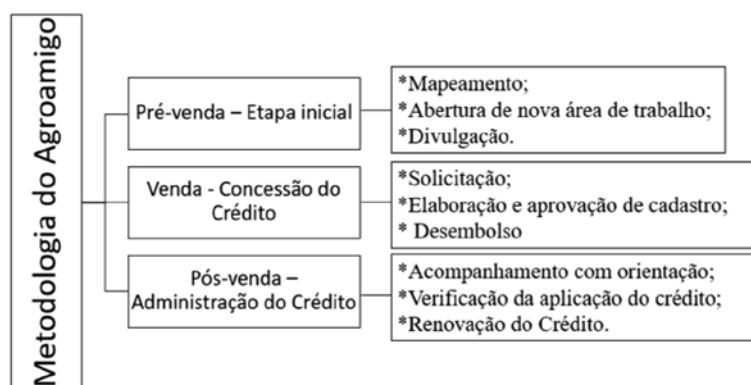 Metodologia do Agroamigo
Pré-venda – Etapa inicial
*Mapeamento;
*Abertura de nova área de trabalho;
*Divulgação.
Venda - Concessão do
Crédito
*Solicitação;
*Elaboração e aprovação de cadastro;
* Desembolso
Pós-venda –
Administração do Crédito
*Acompanhamento com orientação;
*Verificação da aplicação do crédito;
*Renovação do Crédito.